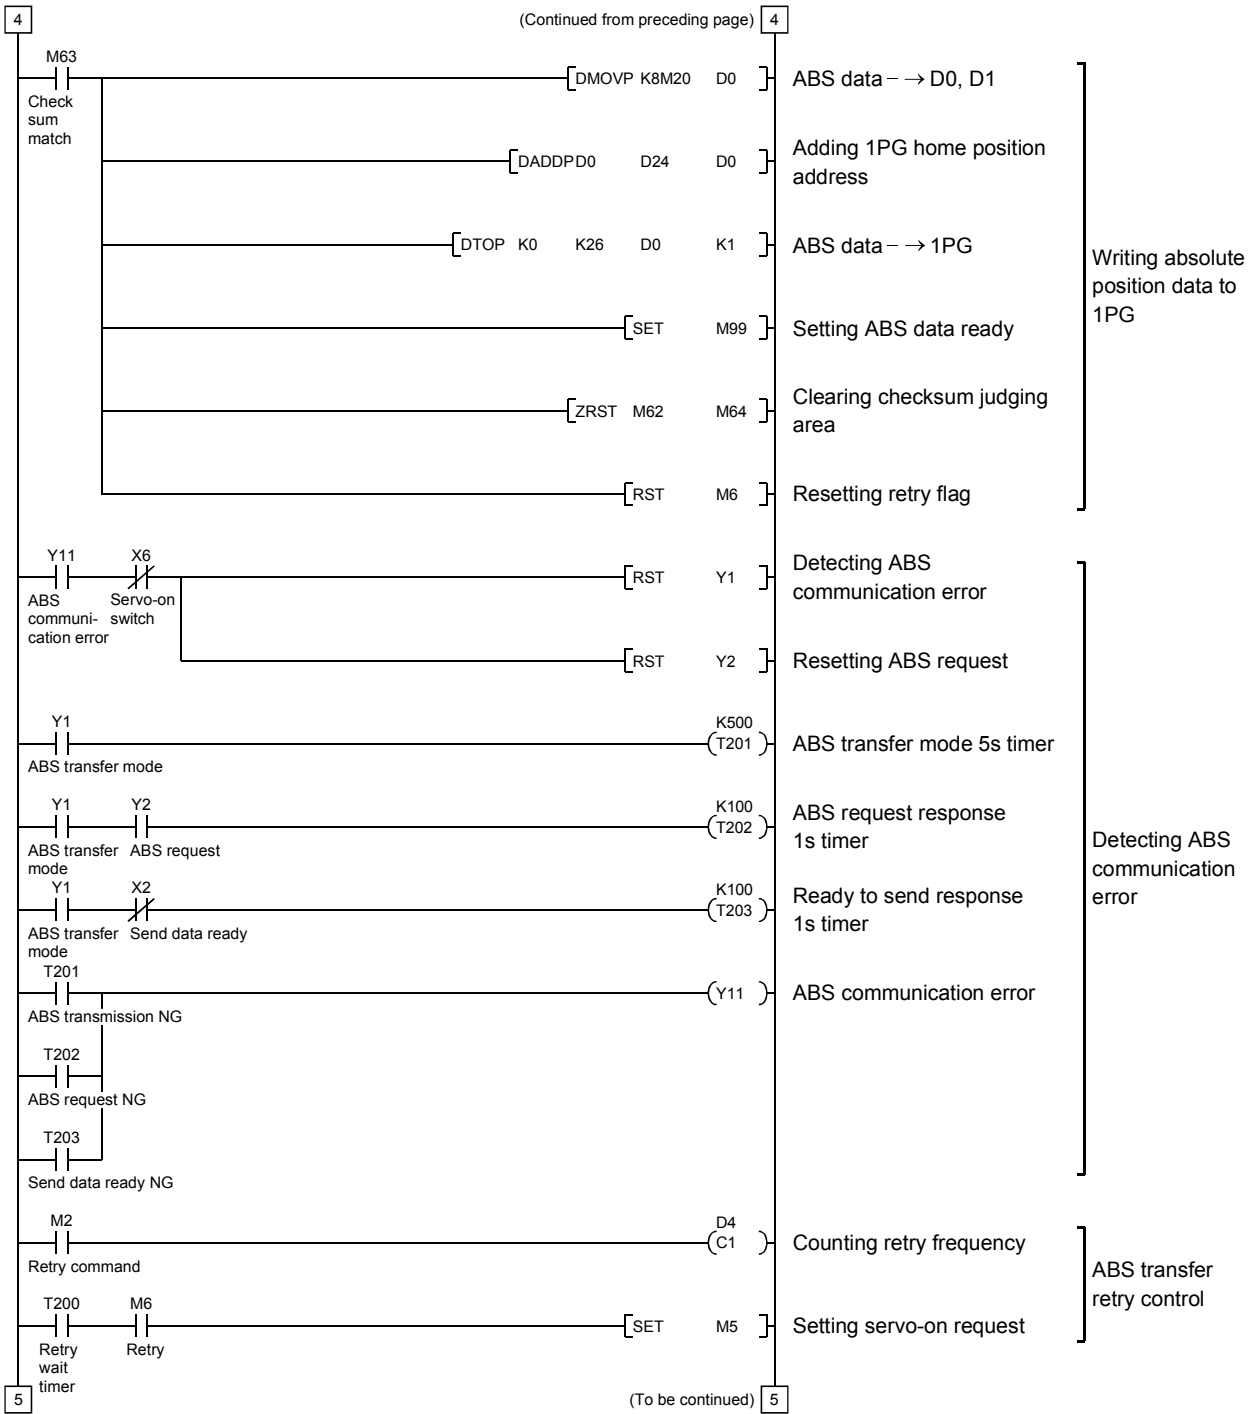 4 (Continued from preceding page) 4
M63
Check
sum
match
DMOVP K8M20 D0
ABS data – → D0, D1
DADDP D0 D24 D0
Adding 1PG home position
address
DTOP K0 K26 D0 K1
ABS data – → 1PG
SET M99
Setting ABS data ready
ZRST M62 M64
Clearing checksum judging
area
RST M6
Resetting retry flag
Writing absolute
position data to
1PG
Y11 X6
ABS
communi-
cation error
Servo-on
switch
RST Y1
Detecting ABS
communication error
RST Y2
Resetting ABS request
Y1
ABS transfer mode
K500
T201
ABS transfer mode 5s timer
Y1 Y2
ABS transfer
mode
ABS request
K100
T202
ABS request response
1s timer
Y1 X2
ABS transfer
mode
Send data ready
K100
T203
Ready to send response
1s timer
T201
ABS transmission NG
Y11
ABS communication error
T202
ABS request NG
T203
Send data ready NG
Detecting ABS
communication
error
M2
Retry command
D4
C1
Counting retry frequency
T200 M6
Retry
wait
timer
Retry
SET M5
Setting servo-on request
ABS transfer
retry control
5 (To be continued) 5